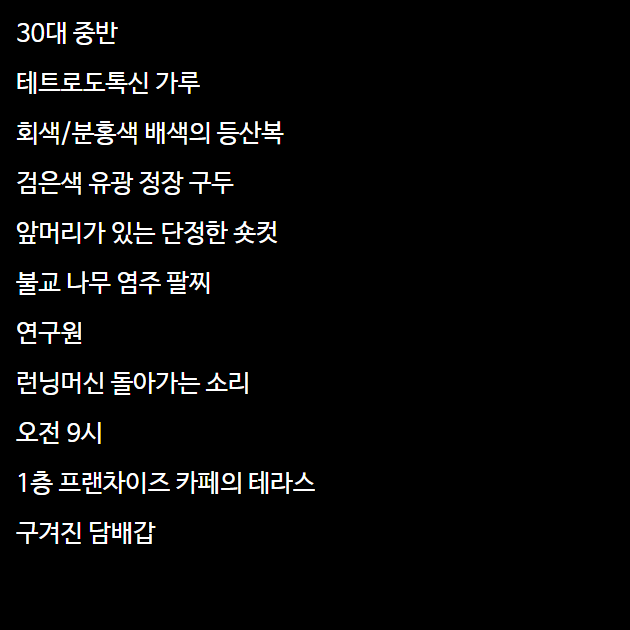 30대 중반
테트로도톡신 가루
회색/분홍색 배색의 등산복
검은색 유광 정장 구두
앞머리가 있는 단정한 숏컷
불교 나무 염주 팔찌
연구원
런닝머신 돌아가는 소리
오전 9시
1층 프랜차이즈 카페의 테라스
구겨진 담배갑